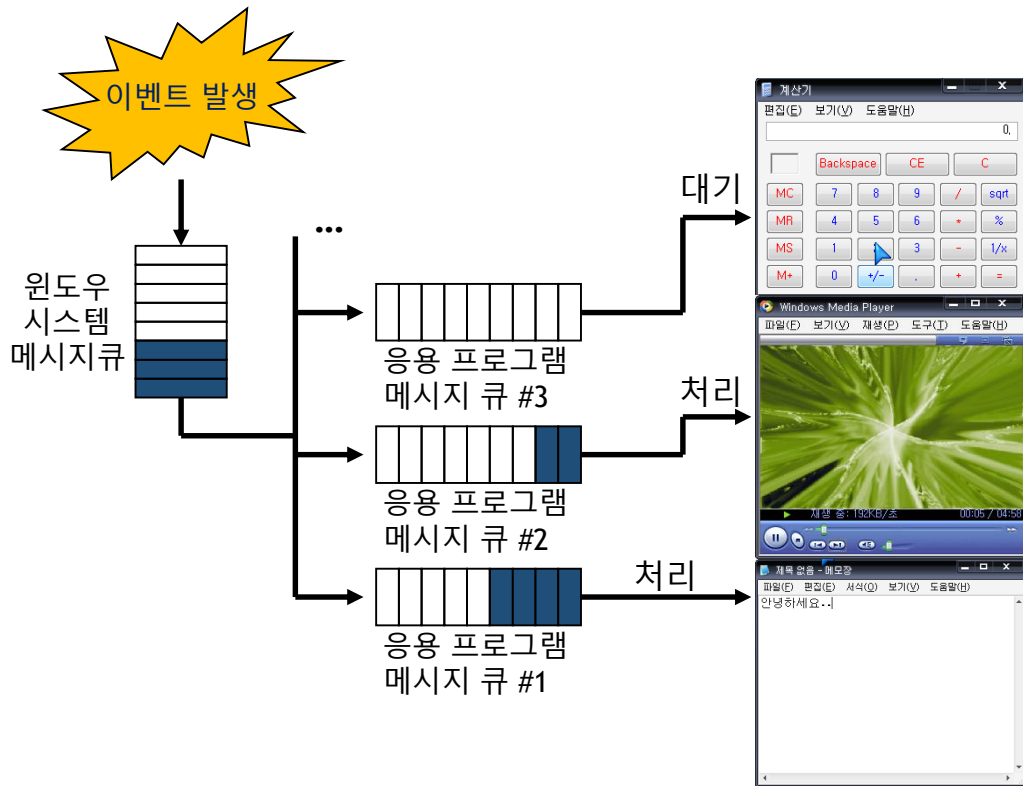 이벤트 발생
윈도우
시스템
메시지큐
...
응용 프로그램
메시지 큐 #3
응용 프로그램
메시지 큐 #2
응용 프로그램
메시지 큐 #1
대기
처리
처리
계산기
편집(E) 보기(V) 도움말(H)
0,
Backspace CE C
MC 7 8 9 / sqrt
MR 4 5 6 * %
MS 1 3 - 1/x
M+ 0 +/- . + =
Windows Media Player
파일(F) 보기(V) 재생(P) 도구(T) 도움말(H)
재생 중: 192KB/초 00:05 / 04:58
제목 없음 - 메모장
파일(F) 편집(E) 서식(O) 보기(V) 도움말(H)
안녕하세요..